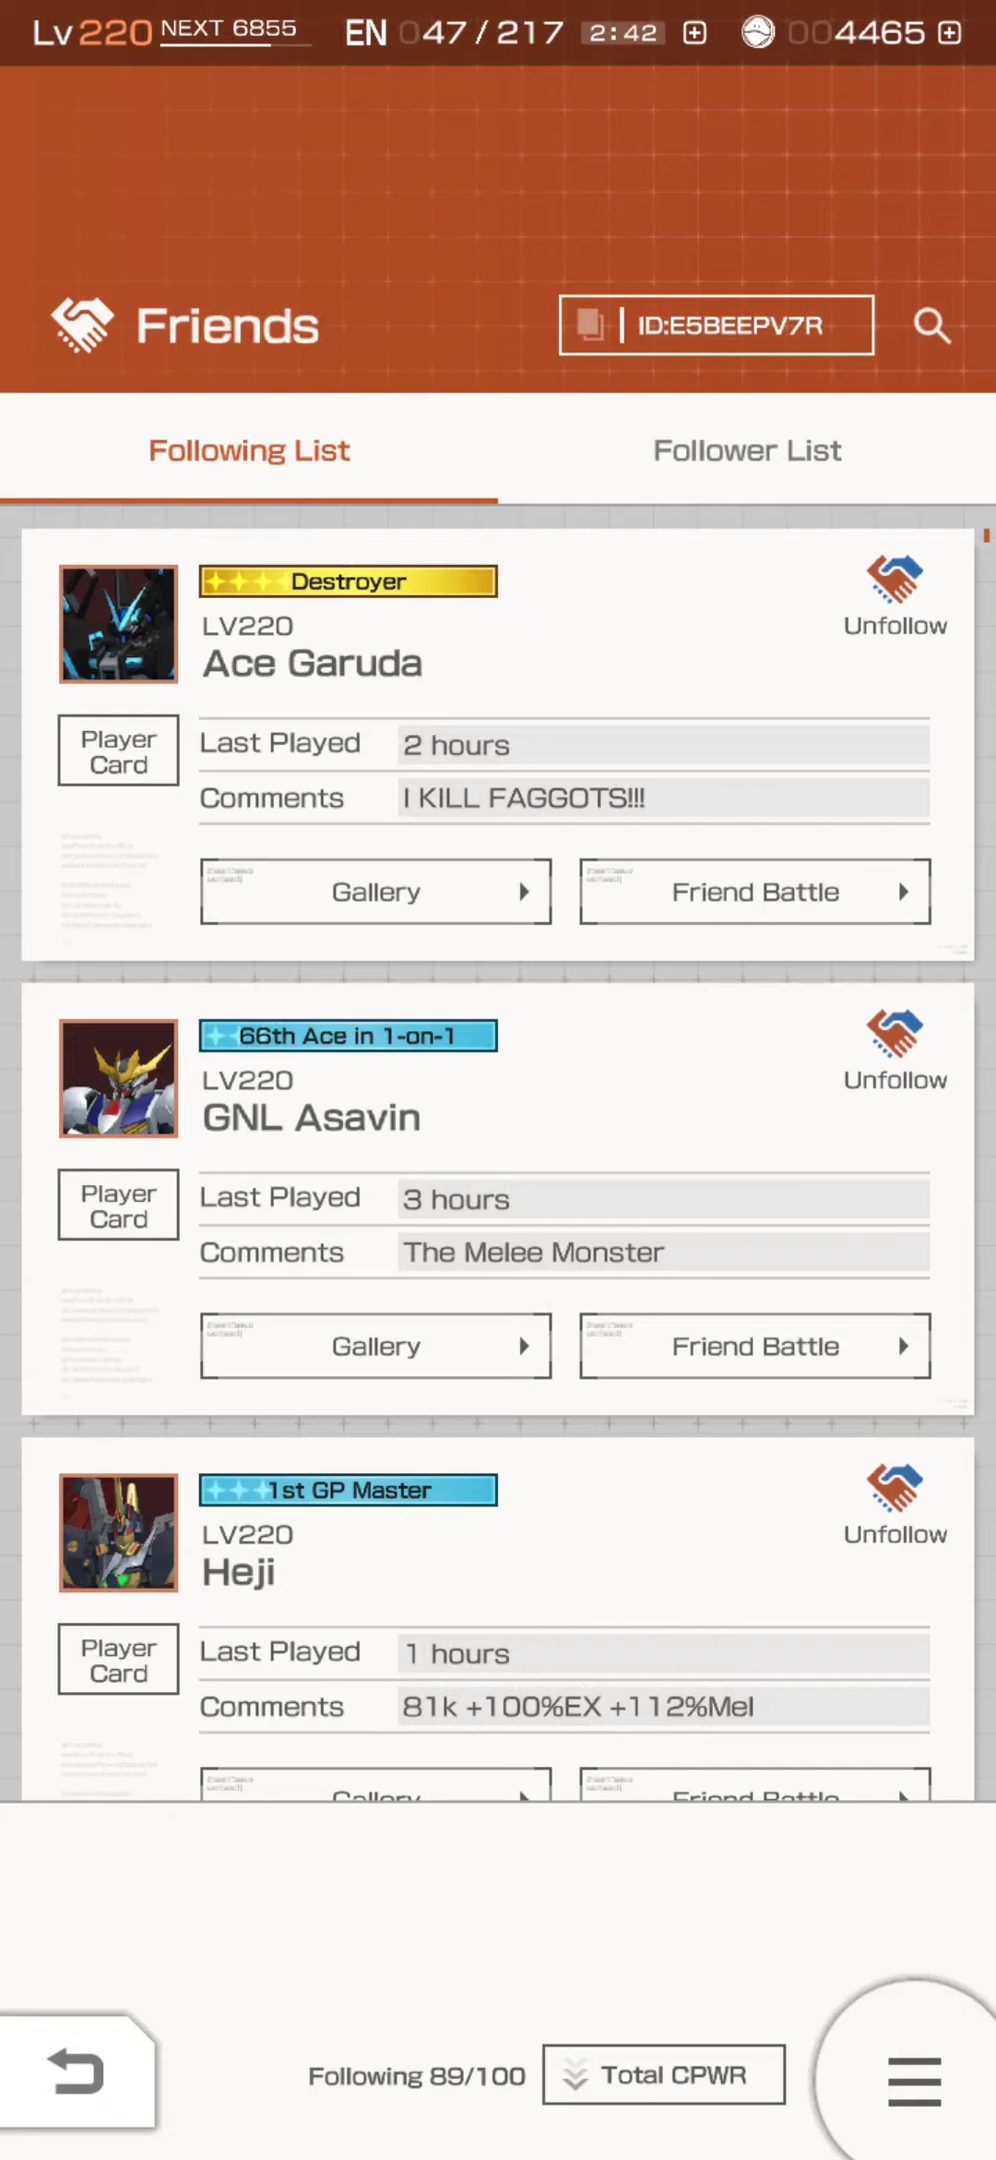 Lv 220 NEXT 6855 EN 047 / 217 2:42 004465
Friends ID:E5BEEPV7R
Following List Follower List
Destroyer
LV220 Unfollow
Ace Garuda
Player Card
Last Played 2 hours
Comments I KILL FAGGOTS!!!
Gallery Friend Battle
66th Ace in 1-on-1
LV220 Unfollow
GNL Asavin
Player Card
Last Played 3 hours
Comments The Melee Monster
Gallery Friend Battle
1st GP Master
LV220 Unfollow
Heji
Player Card
Last Played 1 hours
Comments 81k +100%EX +112%Mel
Gallery Friend Battle
Following 89/100 Total CPWR